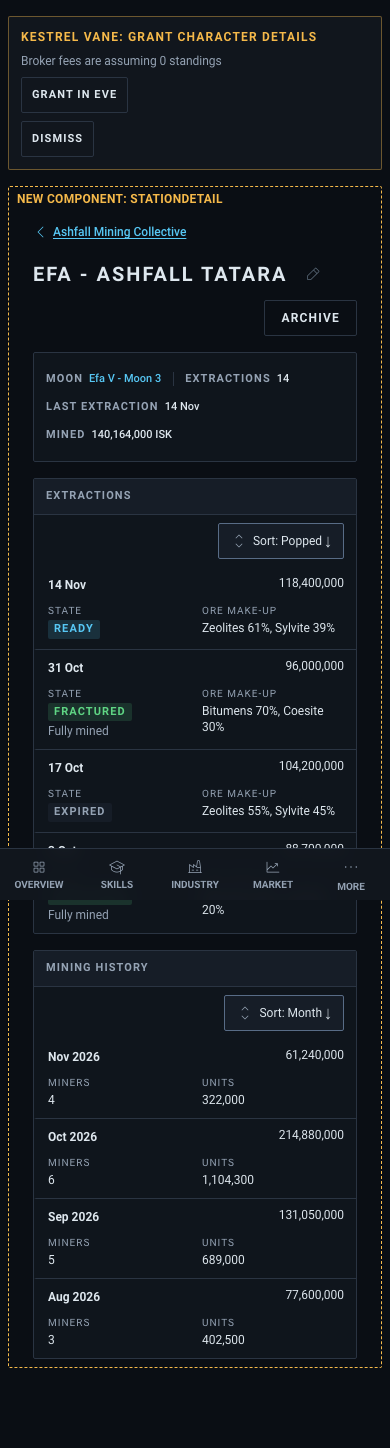 KESTREL VANE: GRANT CHARACTER DETAILS
Broker fees are assuming 0 standings
GRANT IN EVE
DISMISS
NEW COMPONENT: STATIONDETAIL
Ashfall Mining Collective
EFA - ASHFALL TATARA
ARCHIVE
MOON Efa V - Moon 3 EXTRACTIONS 14
LAST EXTRACTION 14 Nov
MINED 140,164,000 ISK
EXTRACTIONS
Sort: Popped ↓
14 Nov 118,400,000
STATE ORE MAKE-UP
READY Zeolites 61%, Sylvite 39%
31 Oct 96,000,000
STATE ORE MAKE-UP
FRACTURED Bitumens 70%, Coesite
Fully mined 30%
17 Oct 104,200,000
STATE ORE MAKE-UP
EXPIRED Zeolites 55%, Sylvite 45%
OVERVIEW SKILLS INDUSTRY MARKET MORE
Fully mined 20%
MINING HISTORY
Sort: Month ↓
Nov 2026 61,240,000
MINERS UNITS
4 322,000
Oct 2026 214,880,000
MINERS UNITS
6 1,104,300
Sep 2026 131,050,000
MINERS UNITS
5 689,000
Aug 2026 77,600,000
MINERS UNITS
3 402,500